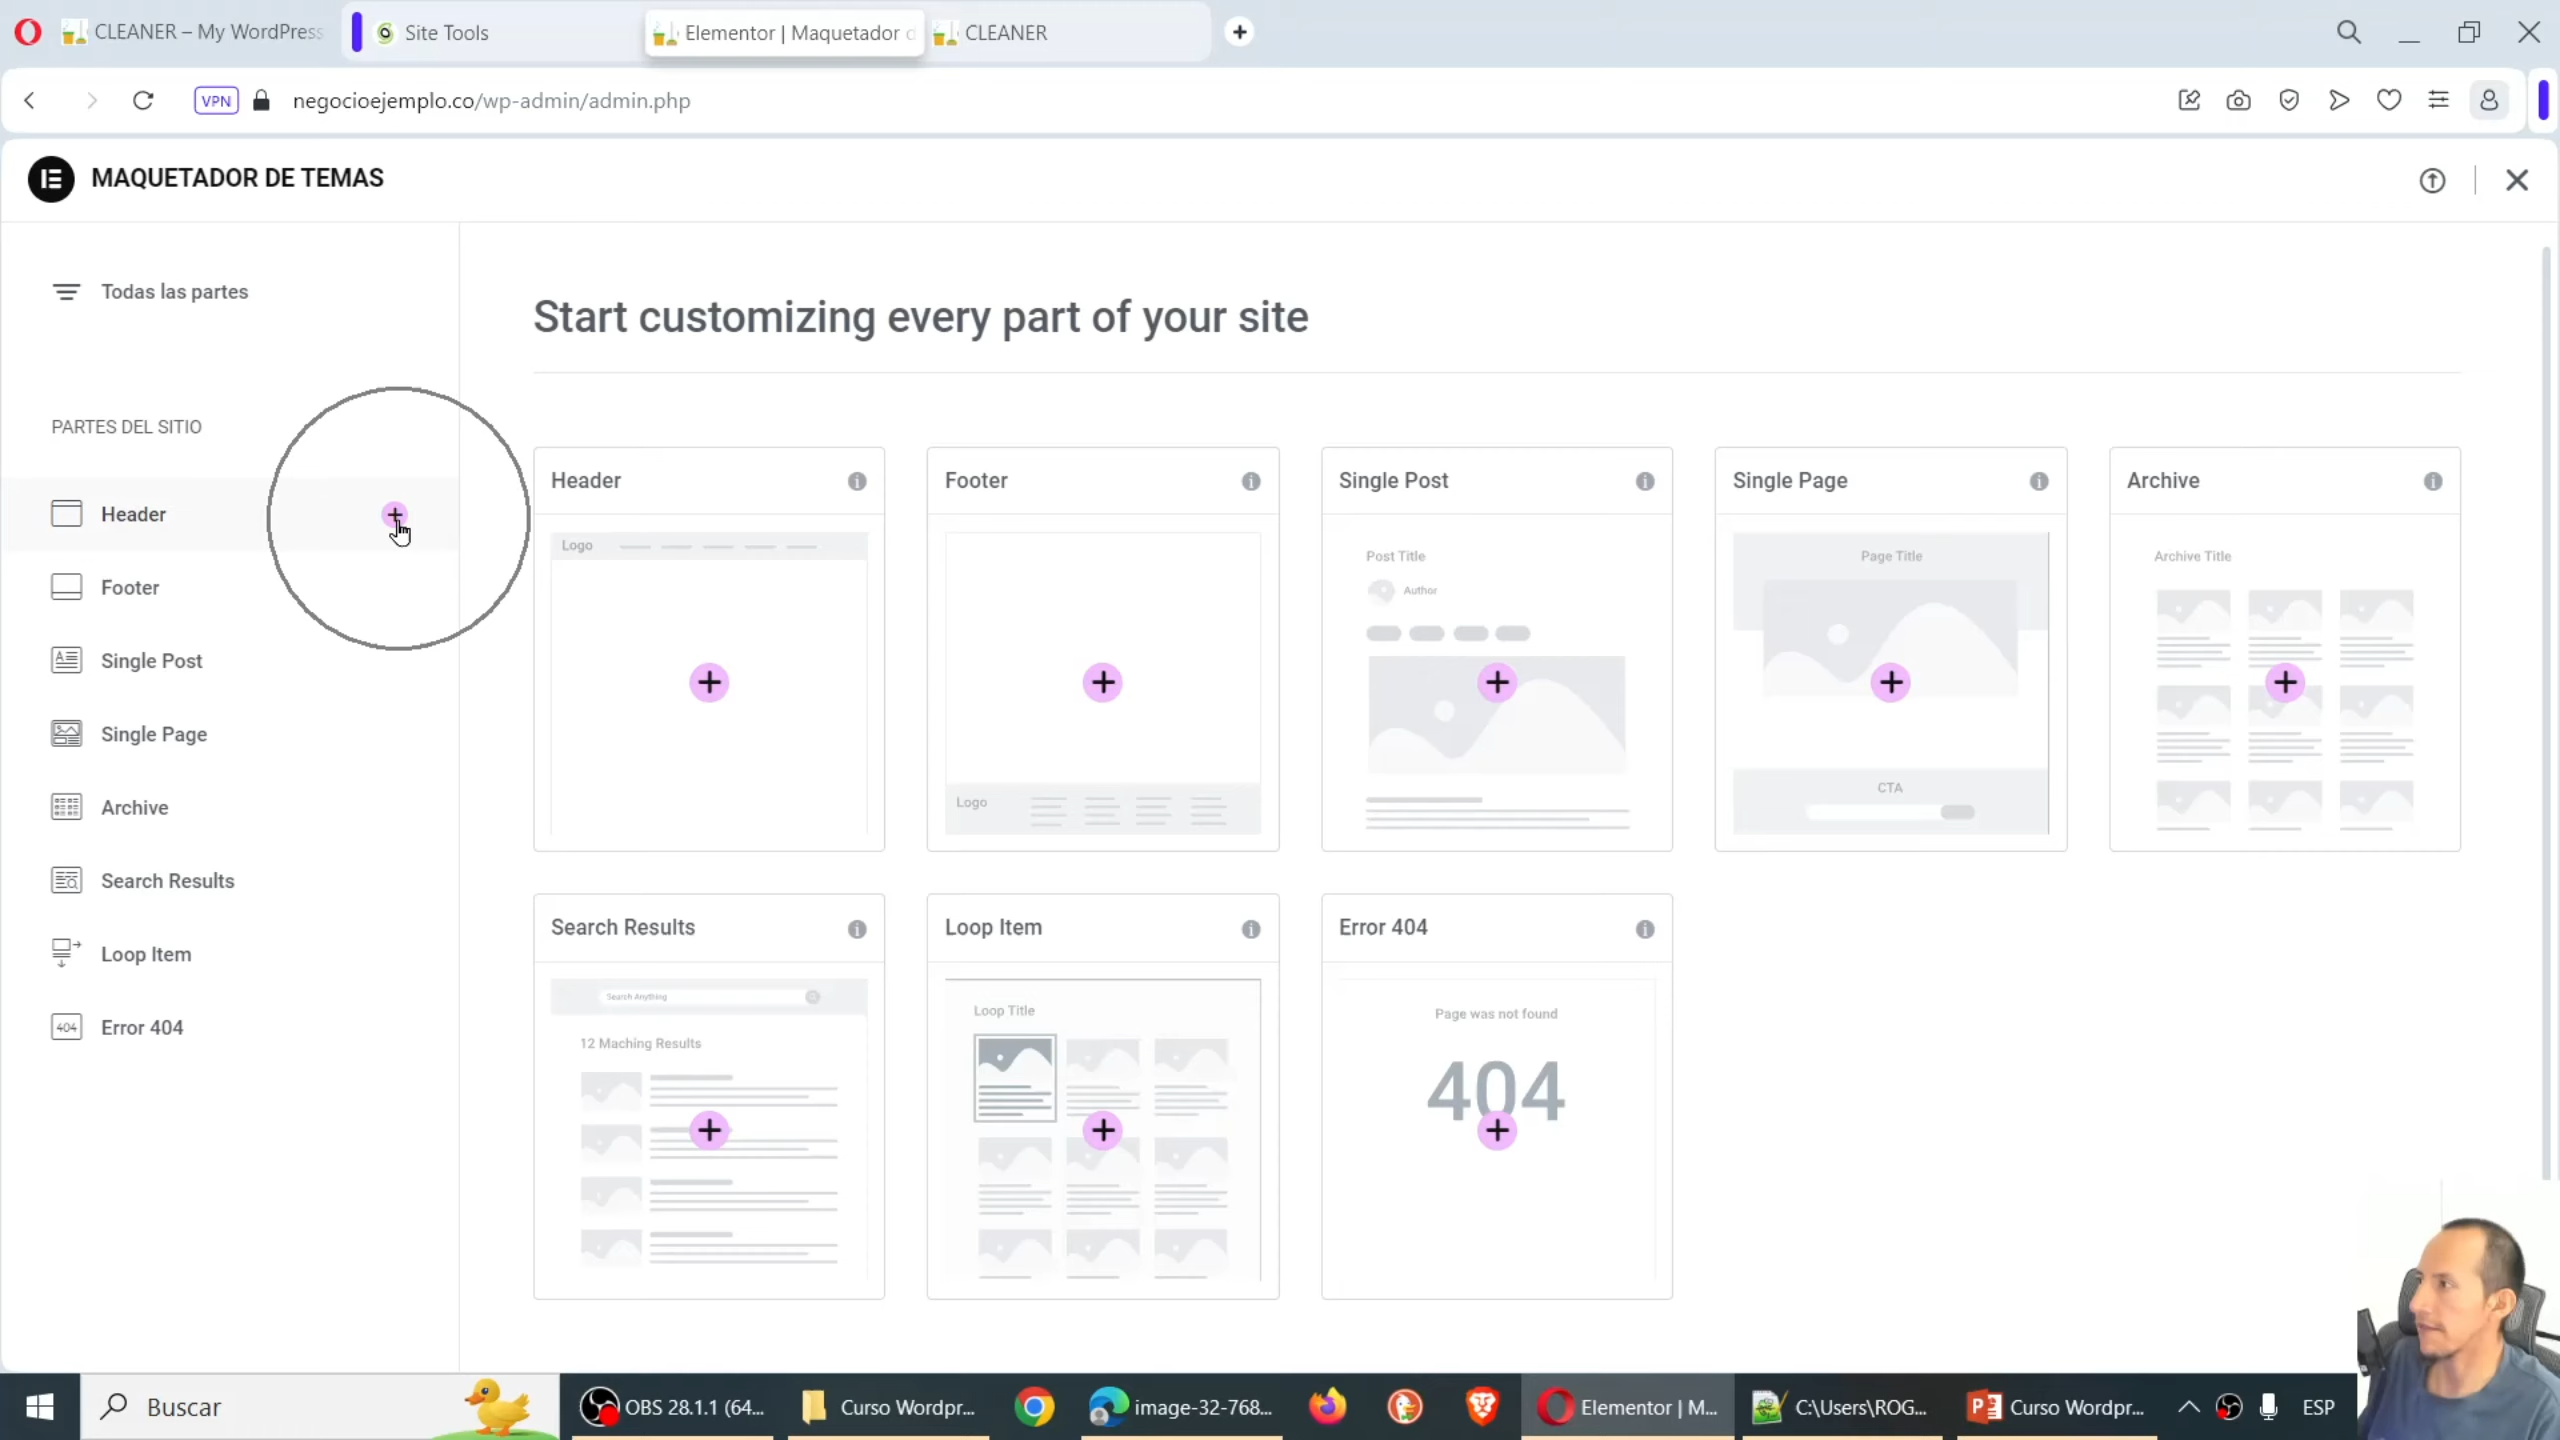 CLEANER – My WordPress
Site Tools
Elementor | Maquetador
CLEANER
VPN
negocioejemplo.co/wp-admin/admin.php
MAQUETADOR DE TEMAS
Todas las partes
PARTES DEL SITIO
Header
Footer
Single Post
Single Page
Archive
Search Results
Loop Item
404
Error 404
Start customizing every part of your site
Header
Footer
Single Post
Single Page
Archive
Logo
Logo
Post Title
Author
Page Title
CTA
Archive Title
Search Results
Loop Item
Error 404
Search Anything
12 Maching Results
Loop Title
Page was not found
404
Buscar
OBS 28.1.1 (64...
Curso Wordpr...
image-32-768...
Elementor | M...
C:\Users\ROG...
Curso Wordpr...
ESP